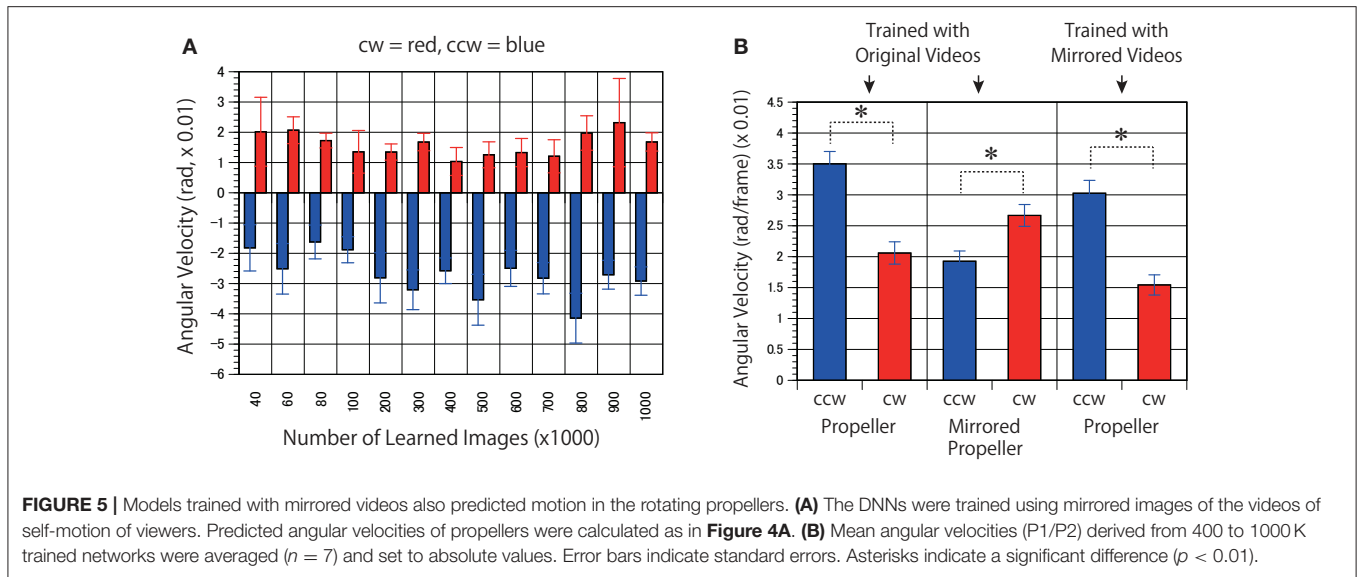 A
cw = red, ccw = blue
Angular Velocity (rad, x 0.01)
4
3
2
1
0
−1
−2
−3
−4
−5
−6
40
60
80
100
200
300
400
500
600
700
800
900
1000
Number of Learned Images (x1000)
B
Trained with
Original Videos
Trained with
Mirrored Videos
Angular Velocity (rad/frame) (x 0.01)
4.5
4
3.5
3
2.5
2
1.5
1
0.5
0
*
*
*
ccw cw ccw cw ccw cw
Propeller
Mirrored
Propeller
Propeller
FIGURE 5 | Models trained with mirrored videos also predicted motion in the rotating propellers. (A) The DNNs were trained using mirrored images of the videos of
self-motion of viewers. Predicted angular velocities of propellers were calculated as in Figure 4A. (B) Mean angular velocities (P1/P2) derived from 400 to 1000 K
trained networks were averaged (n = 7) and set to absolute values. Error bars indicate standard errors. Asterisks indicate a significant difference (p < 0.01).